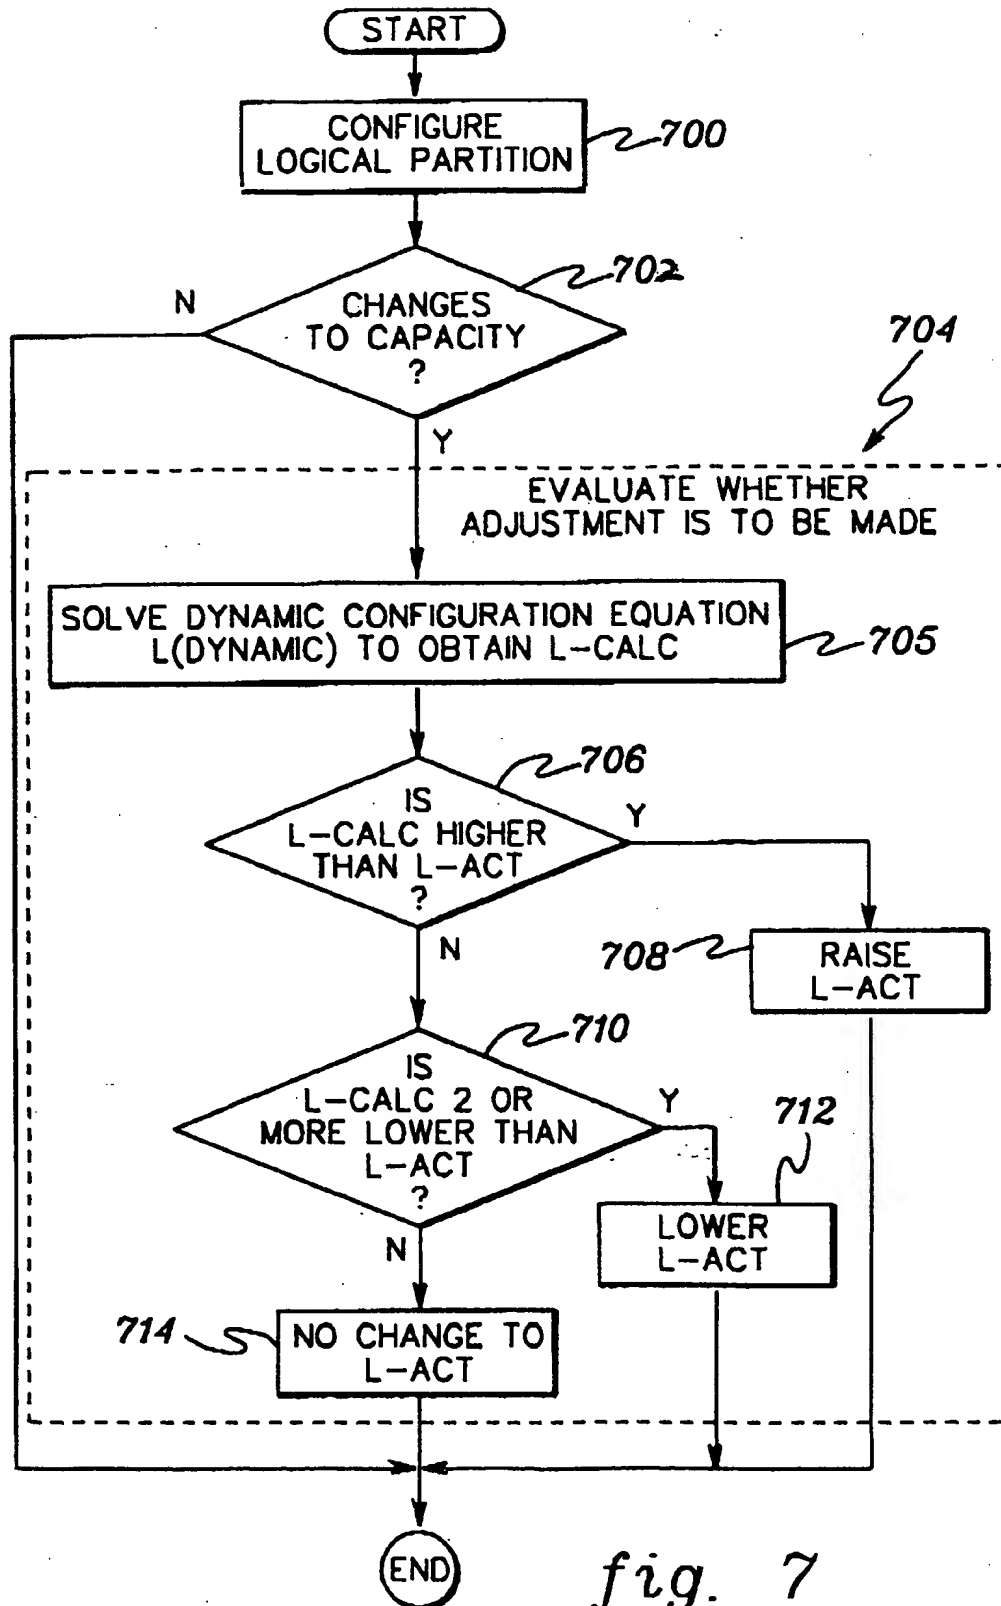 START
CONFIGURE
LOGICAL PARTITION
700
702
CHANGES
TO CAPACITY
?
N
Y
704
EVALUATE WHETHER
ADJUSTMENT IS TO BE MADE
SOLVE DYNAMIC CONFIGURATION EQUATION
L(DYNAMIC) TO OBTAIN L-CALC
705
706
IS
L-CALC HIGHER
THAN L-ACT
?
Y
N
708
RAISE
L-ACT
710
IS
L-CALC 2 OR
MORE LOWER THAN
L-ACT
?
Y
N
712
LOWER
L-ACT
714
NO CHANGE TO
L-ACT
END
fig. 7